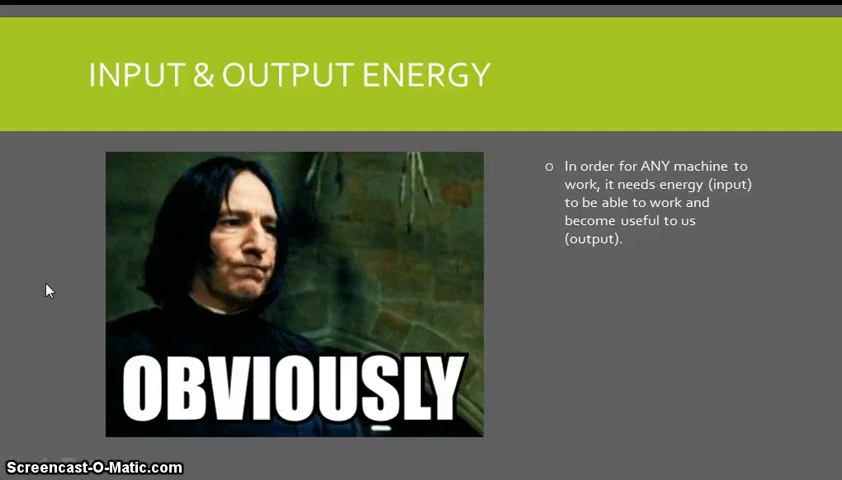 INPUT & OUTPUT ENERGY
OBVIOUSLY
o In order for ANY machine to
work, it needs energy (input)
to be able to work and
become useful to us
(output).
Screencast-O-Matic.com